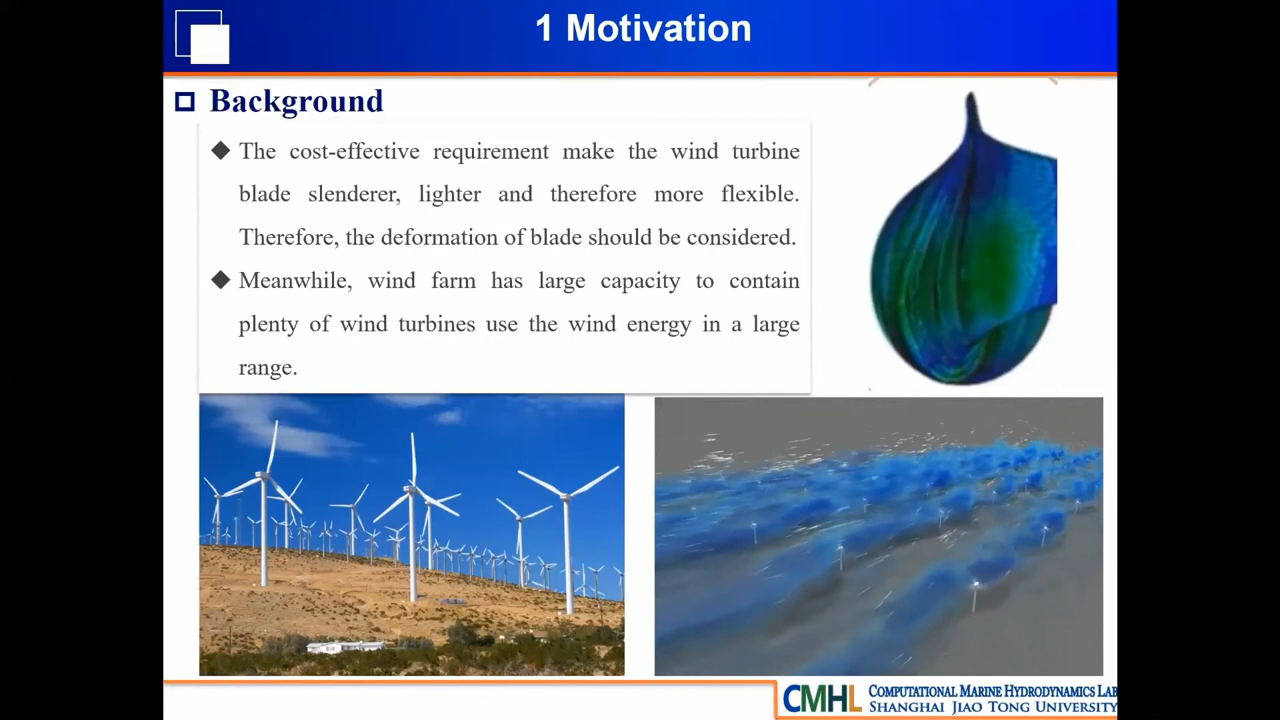 1 Motivation
Background
The cost-effective requirement make the wind turbine
blade slenderer, lighter and therefore more flexible.
Therefore, the deformation of blade should be considered.
Meanwhile, wind farm has large capacity to contain
plenty of wind turbines use the wind energy in a large
range.
CMHL
COMPUTATIONAL MARINE HYDRODYNAMICS LAB
SHANGHAI JIAO TONG UNIVERSITY